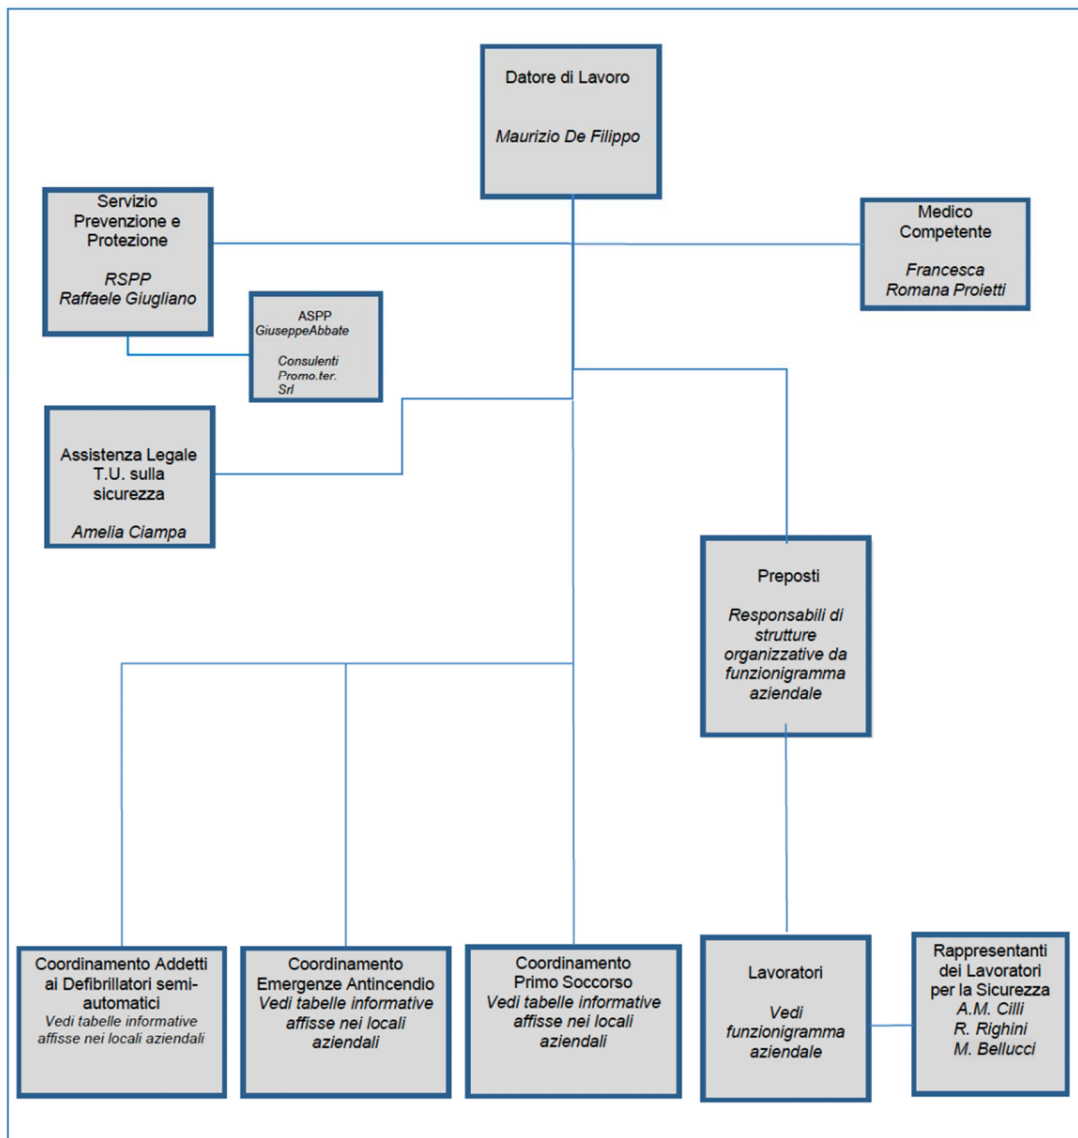 Datore di Lavoro
Maurizio De Filippo
Servizio
Prevenzione e
Protezione
RSPP
Raffaele Giugliano
Medico
Competente
Francesca
Romana Proietti
ASPP
GiuseppeAbbate
Consulenti
Promo.ter.
Srl
Assistenza Legale
T.U. sulla
sicurezza
Amelia Ciampa
Preposti
Responsabili di
strutture
organizzative da
funzionigramma
aziendale
Coordinamento Addetti
ai Defibrillatori semi-
automatici
Vedi tabelle informative
affisse nei locali aziendali
Coordinamento
Emergenze Antincendio
Vedi tabelle informative
affisse nei locali
aziendali
Coordinamento
Primo Soccorso
Vedi tabelle informative
affisse nei locali
aziendali
Lavoratori
Vedi
funzionigramma
aziendale
Rappresentanti
dei Lavoratori
per la Sicurezza
A.M. Cilli
R. Righini
M. Bellucci